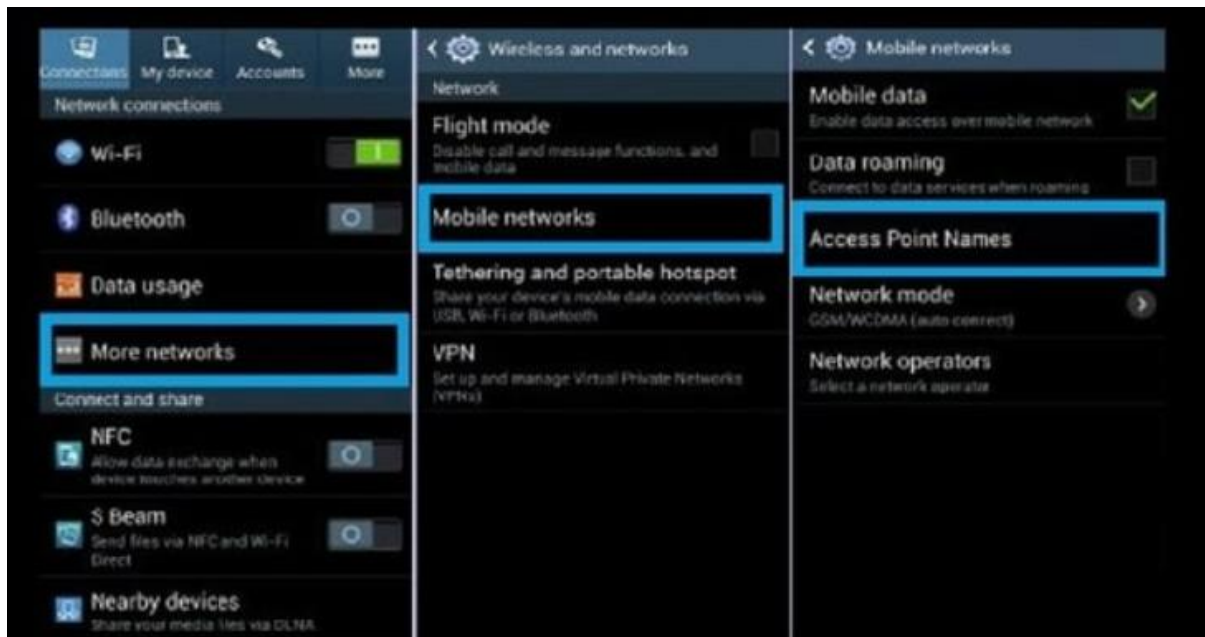 Connections My device Accounts More
Network connections
Wi-Fi
Bluetooth
Data usage
More networks
Connect and share
NFC
Allow data exchange when
device touches another device
S Beam
Send files via NFC and Wi-Fi
Direct
Nearby devices
Share your media files via DLNA
Wireless and networks
Network
Flight mode
Disable call and message functions, and
mobile data
Mobile networks
Tethering and portable hotspot
Share your device's mobile data connection via
USB, Wi-Fi or Bluetooth
VPN
Set up and manage Virtual Private Networks
(VPNs)
Mobile networks
Mobile data
Enable data access over mobile network
Data roaming
Connect to data services when roaming
Access Point Names
Network mode
GSM/WCDMA (auto connect)
Network operators
Select a network operator